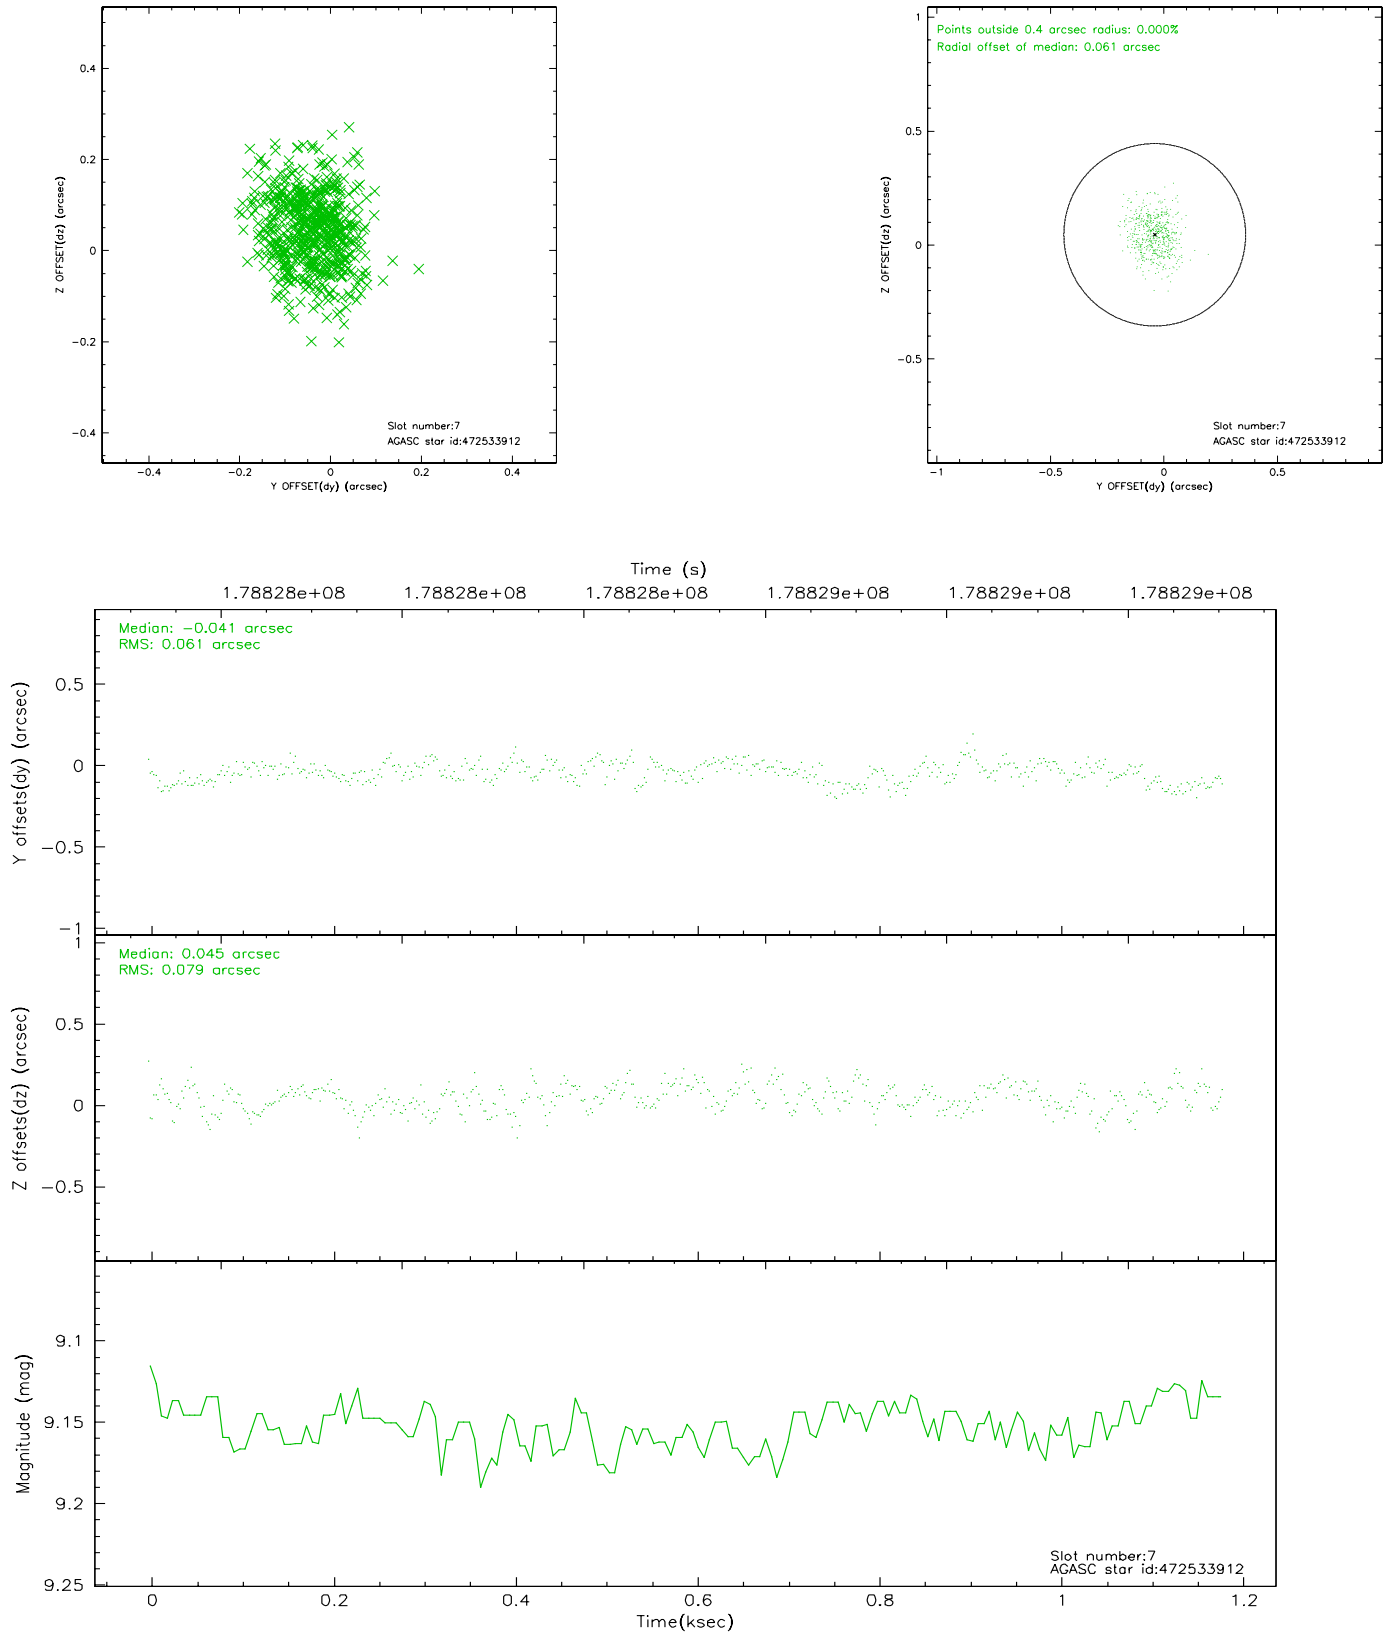 0.4
0.2
0
−0.2
−0.4
Z OFFSET(dz) (arcsec)
−0.4 −0.2 0 0.2 0.4
Y OFFSET(dy) (arcsec)
Slot number:7
AGASC star id:472533912
Points outside 0.4 arcsec radius: 0.000%
Radial offset of median: 0.061 arcsec
1
0.5
0
−0.5
Z OFFSET(dz) (arcsec)
−1 −0.5 0 0.5
Y OFFSET(dy) (arcsec)
Slot number:7
AGASC star id:472533912
Time (s)
1.78828e+08 1.78828e+08 1.78828e+08 1.78829e+08 1.78829e+08 1.78829e+08
Median: −0.041 arcsec
RMS: 0.061 arcsec
0.5
0
−0.5
−1
Y offsets(dy) (arcsec)
Median: 0.045 arcsec
RMS: 0.079 arcsec
1
0.5
0
−0.5
Z offsets(dz) (arcsec)
9.1
9.15
9.2
9.25
Magnitude (mag)
Slot number:7
AGASC star id:472533912
0 0.2 0.4 0.6 0.8 1 1.2
Time(ksec)